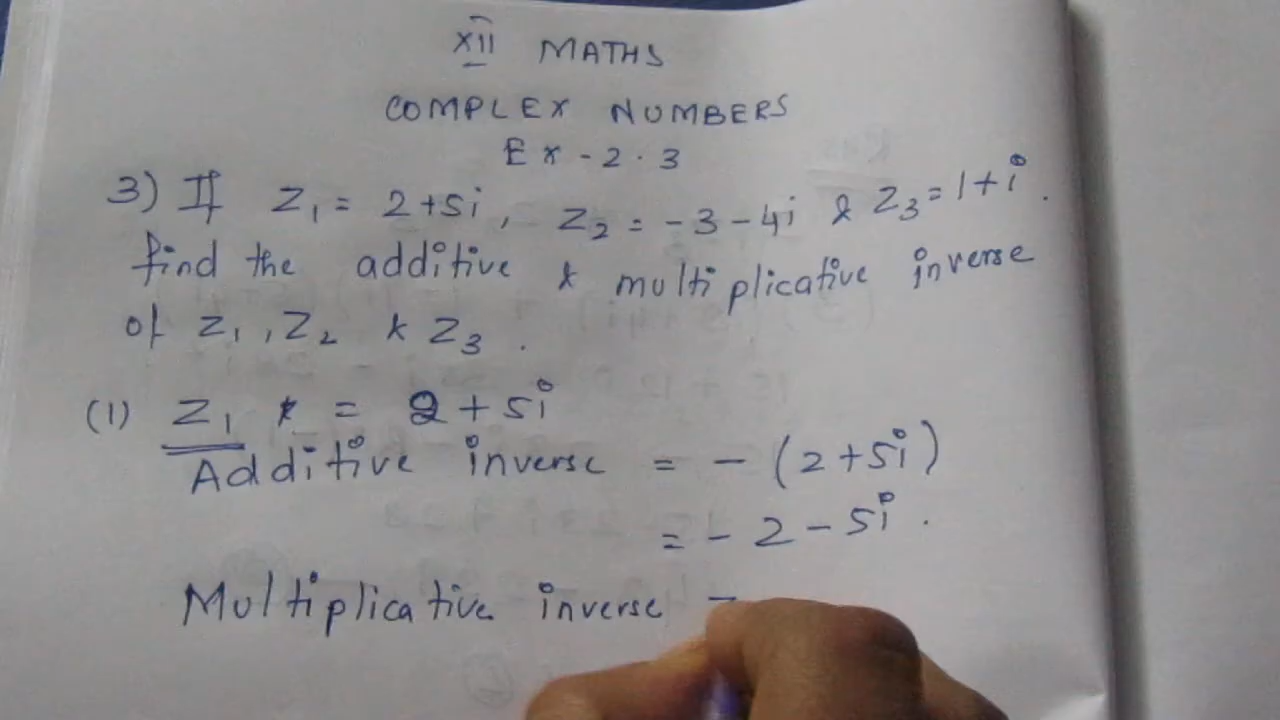 XII MATHS
COMPLEX NUMBERS
Ex - 2.3
3) If Z₁ = 2+5i, Z₂ = -3-4i & Z₃ = 1+i.
find the additive & multiplicative inverse
of Z₁, Z₂ & Z₃.
(1) Z₁ = 2+5i
Additive inverse = -(2+5i)
= -2-5i.
Multiplicative inverse